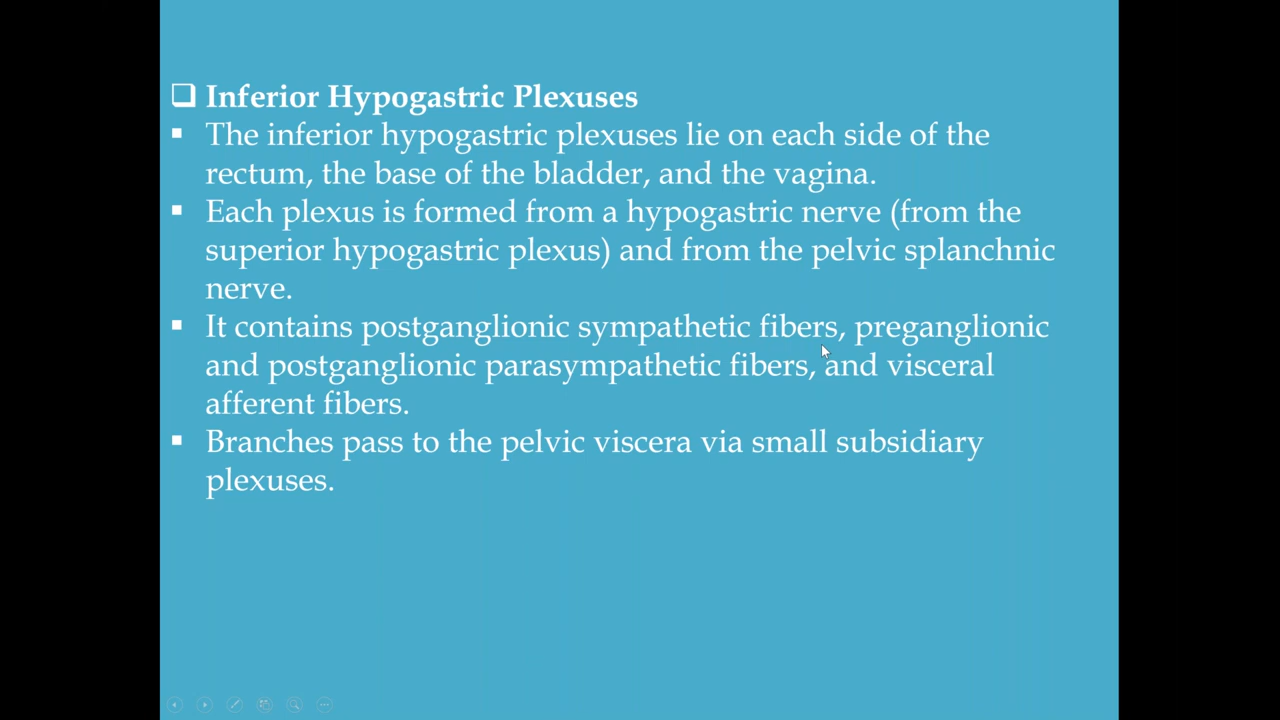 ❑ Inferior Hypogastric Plexuses
▪ The inferior hypogastric plexuses lie on each side of the
rectum, the base of the bladder, and the vagina.
▪ Each plexus is formed from a hypogastric nerve (from the
superior hypogastric plexus) and from the pelvic splanchnic
nerve.
▪ It contains postganglionic sympathetic fibers, preganglionic
and postganglionic parasympathetic fibers, and visceral
afferent fibers.
▪ Branches pass to the pelvic viscera via small subsidiary
plexuses.